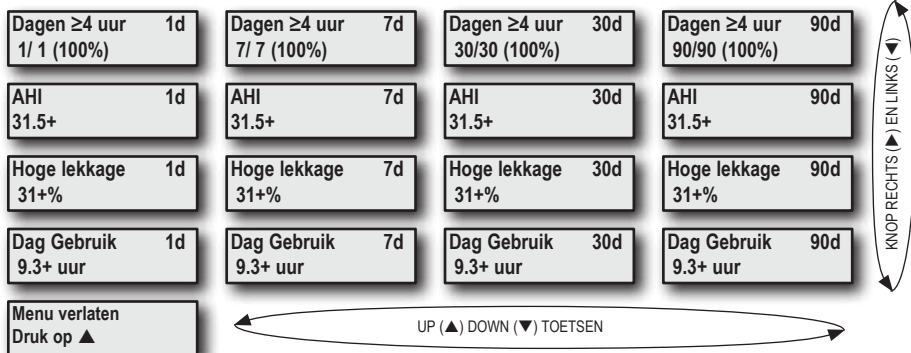 Dagen ≥4 uur 1d
1/ 1 (100%)
Dagen ≥4 uur 7d
7/ 7 (100%)
Dagen ≥4 uur 30d
30/30 (100%)
Dagen ≥4 uur 90d
90/90 (100%)
AHI 1d
31.5+
AHI 7d
31.5+
AHI 30d
31.5+
AHI 90d
31.5+
Hoge lekkage 1d
31+%
Hoge lekkage 7d
31+%
Hoge lekkage 30d
31+%
Hoge lekkage 90d
31+%
Dag Gebruik 1d
9.3+ uur
Dag Gebruik 7d
9.3+ uur
Dag Gebruik 30d
9.3+ uur
Dag Gebruik 90d
9.3+ uur
Menu verlaten
Druk op ▲
UP (▲) DOWN (▼) TOETSEN
KNOP RECHTS (▶) EN LINKS (◀)